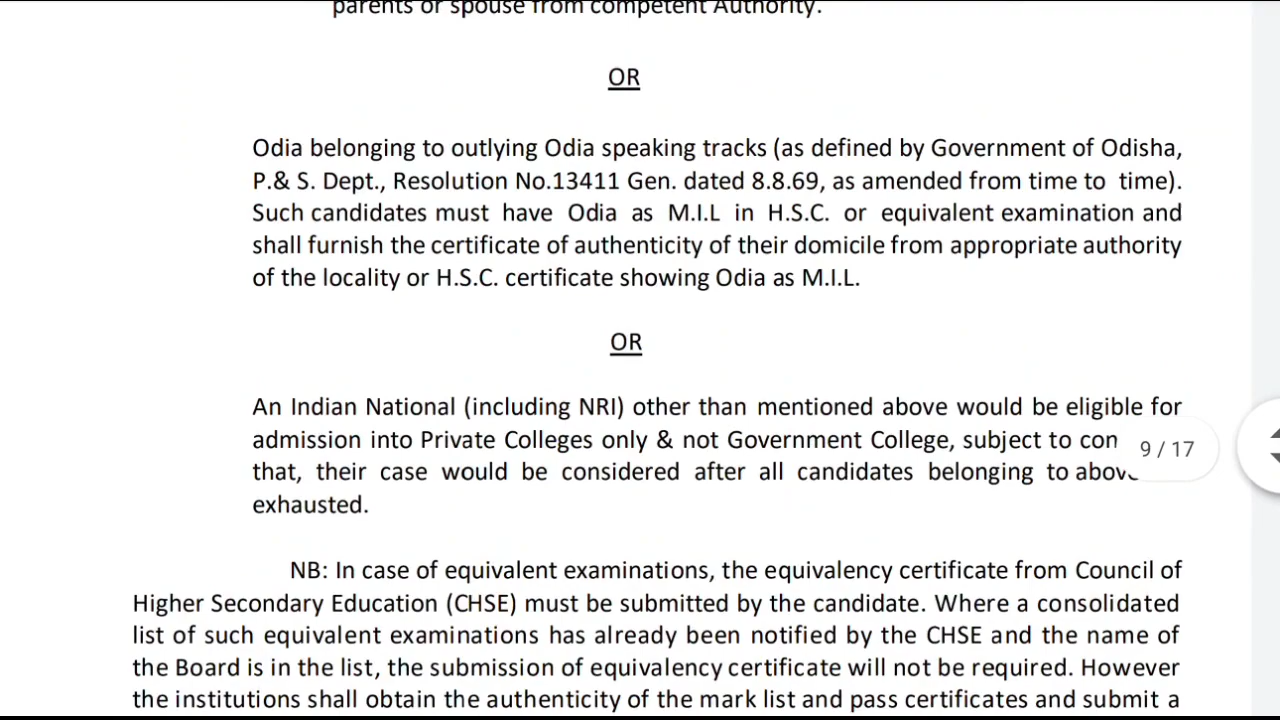 parents or spouse from competent Authority.
OR
Odia belonging to outlying Odia speaking tracks (as defined by Government of Odisha,
P.& S. Dept., Resolution No.13411 Gen. dated 8.8.69, as amended from time to time).
Such candidates must have Odia as M.I.L in H.S.C. or equivalent examination and
shall furnish the certificate of authenticity of their domicile from appropriate authority
of the locality or H.S.C. certificate showing Odia as M.I.L.
OR
An Indian National (including NRI) other than mentioned above would be eligible for
admission into Private Colleges only & not Government College, subject to con
9 / 17
that, their case would be considered after all candidates belonging to above
exhausted.
NB: In case of equivalent examinations, the equivalency certificate from Council of
Higher Secondary Education (CHSE) must be submitted by the candidate. Where a consolidated
list of such equivalent examinations has already been notified by the CHSE and the name of
the Board is in the list, the submission of equivalency certificate will not be required. However
the institutions shall obtain the authenticity of the mark list and pass certificates and submit a